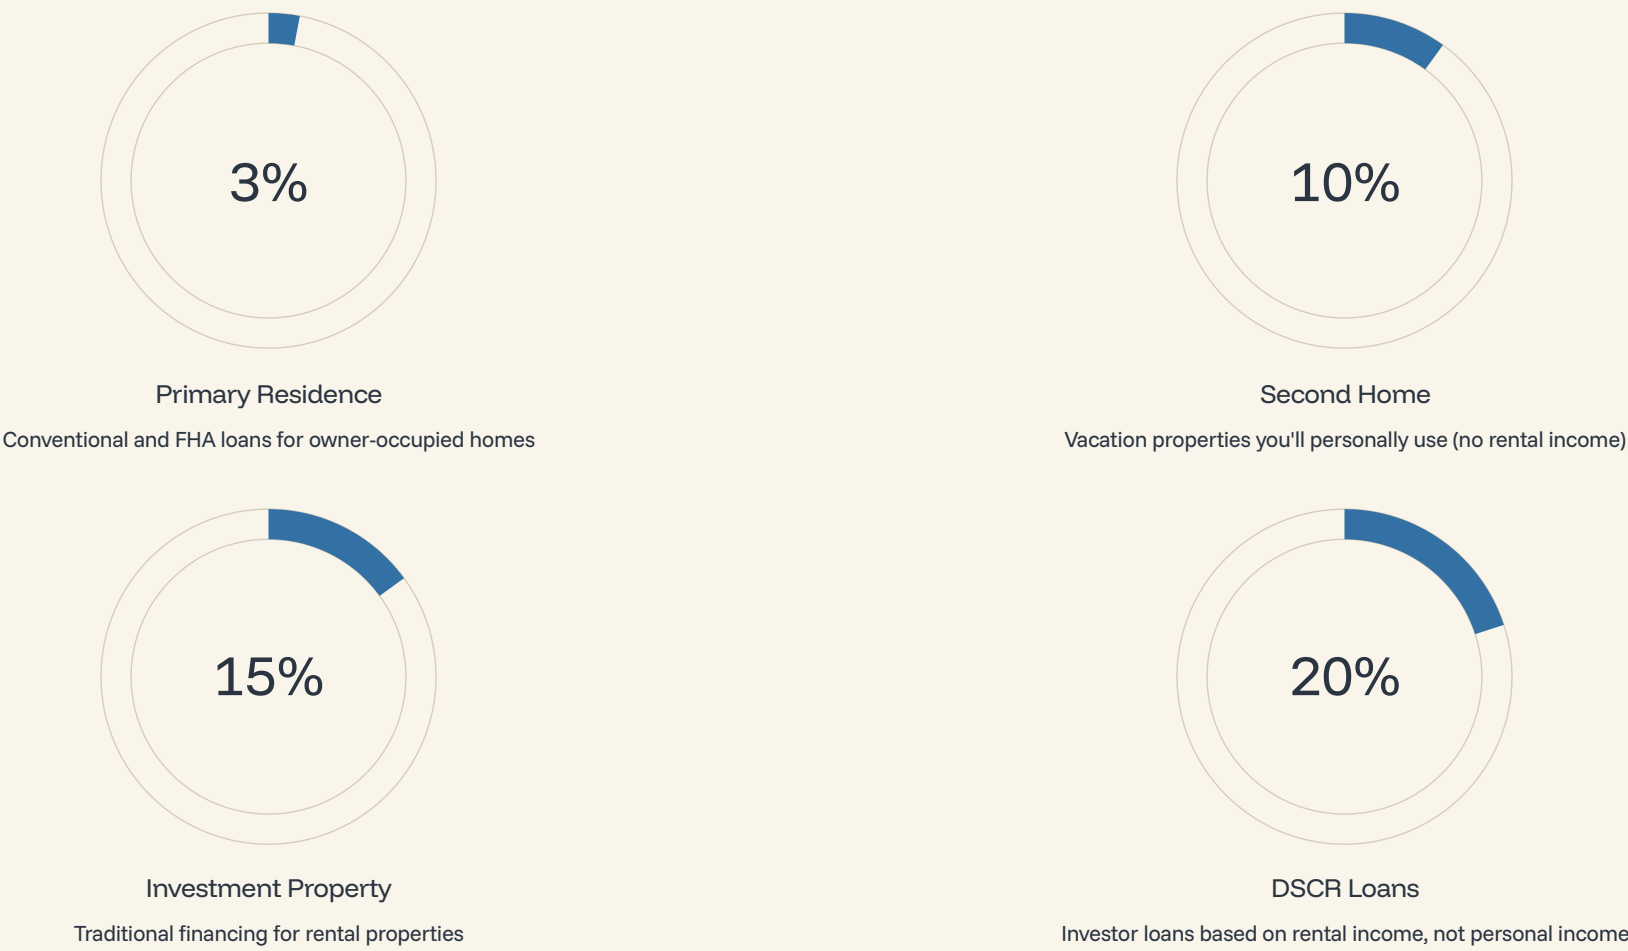 3%
10%
Primary Residence
Second Home
Conventional and FHA loans for owner-occupied homes
Vacation properties you'll personally use (no rental income)
15%
20%
Investment Property
DSCR Loans
Traditional financing for rental properties
Investor loans based on rental income, not personal income